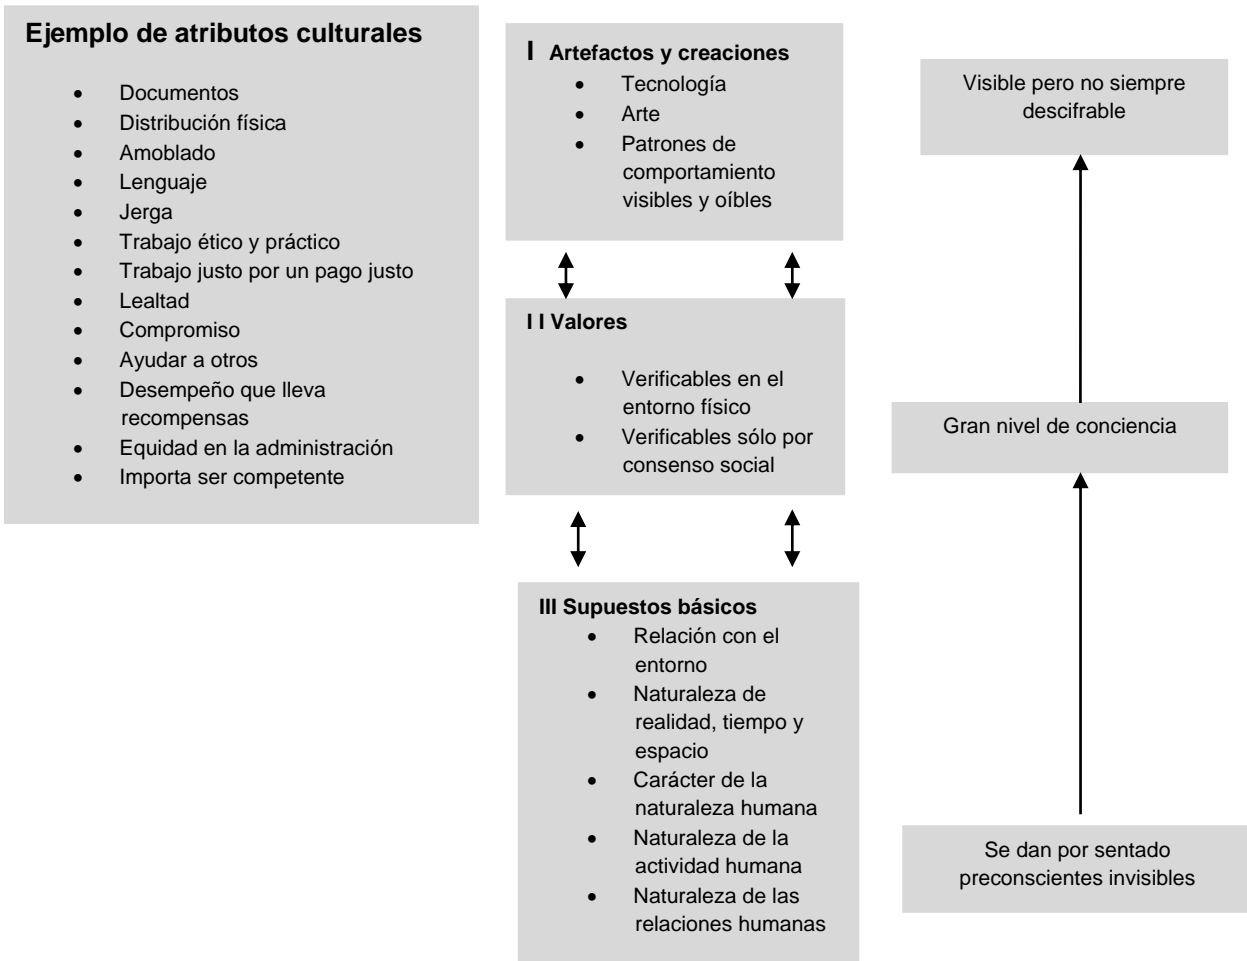 Ejemplo de atributos culturales
• Documentos
• Distribución física
• Amoblado
• Lenguaje
• Jerga
• Trabajo ético y práctico
• Trabajo justo por un pago justo
• Lealtad
• Compromiso
• Ayudar a otros
• Desempeño que lleva
recompensas
• Equidad en la administración
• Importa ser competente
I Artefactos y creaciones
• Tecnología
• Arte
• Patrones de
comportamiento
visibles y oíbles
I I Valores
• Verificables en el
entorno físico
• Verificables sólo por
consenso social
III Supuestos básicos
• Relación con el
entorno
• Naturaleza de
realidad, tiempo y
espacio
• Carácter de la
naturaleza humana
• Naturaleza de la
actividad humana
• Naturaleza de las
relaciones humanas
Visible pero no siempre
descifrable
Gran nivel de conciencia
Se dan por sentado
preconscientes invisibles